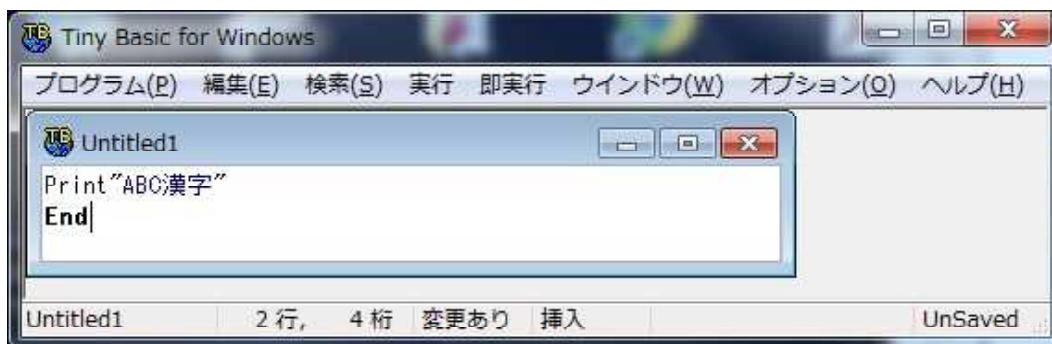 Tiny Basic for Windows
プログラム(P) 編集(E) 検索(S) 実行 即実行 ウインドウ(W) オプション(O) ヘルプ(H)
Untitled1
Print"ABC漢字"
End
Untitled1 2 行, 4 桁 変更あり 挿入 UnSaved